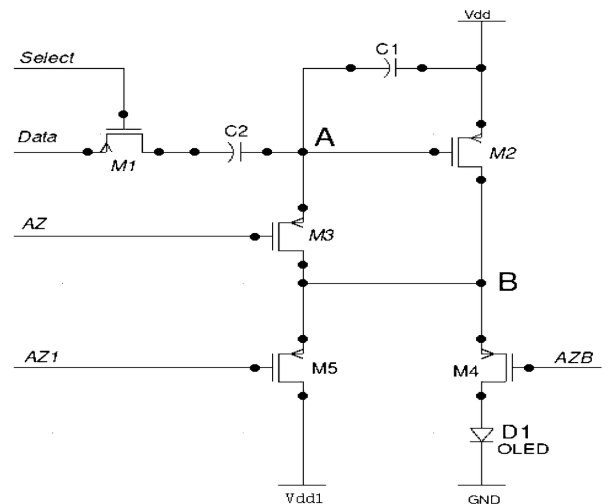 Vdd
C1
Select
Data
M1
C2
A
M2
AZ
M3
B
AZ1
M5
M4
AZB
D1
OLED
Vdd1
GND